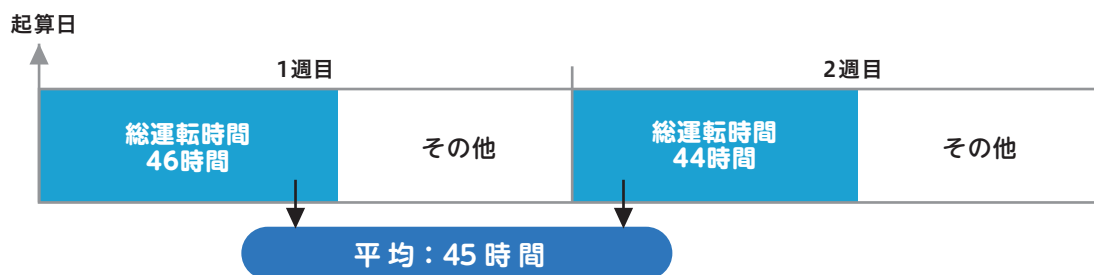 起算日
1週目
2週目
総運転時間
46時間
その他
総運転時間
44時間
その他
平均：45時間